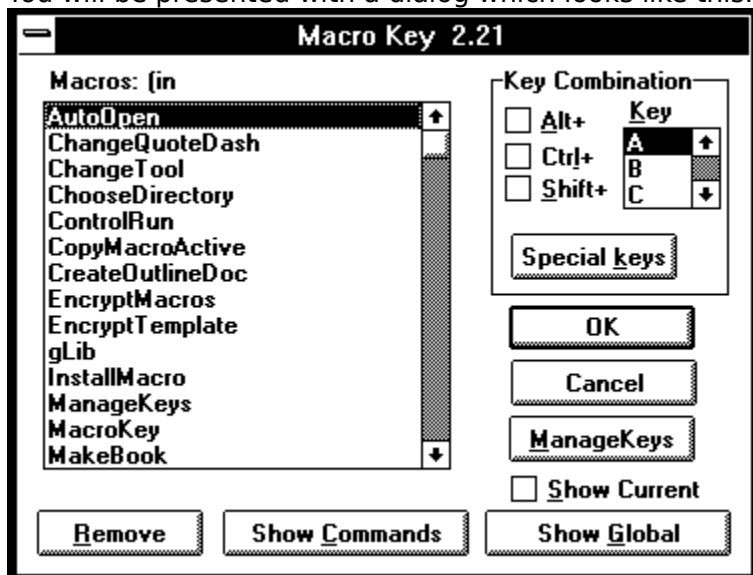 You will be presented with a dialog which looks like this:
Macro Key 2.21
Macros: (in
AutoOpen
ChangeQuoteDash
ChangeTool
ChooseDirectory
ControlRun
CopyMacroActive
CreateOutlineDoc
EncryptMacros
EncryptTemplate
gLib
InstallMacro
ManageKeys
MacroKey
MakeBook
Key Combination
Alt+
Ctrl+
Shift+
Key
A
B
C
Special keys
OK
Cancel
ManageKeys
Show Current
Remove
Show Commands
Show Global